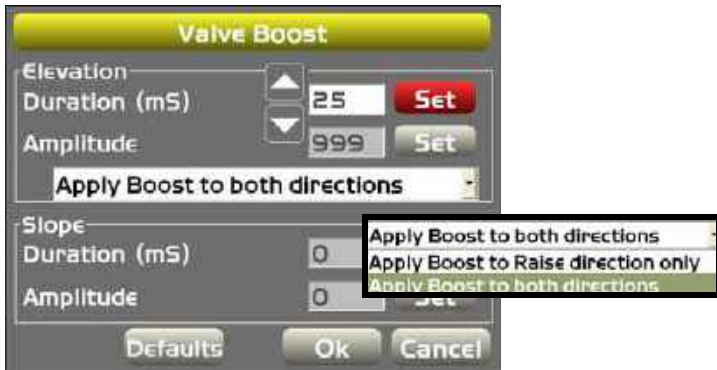 Valve Boost
Elevation
Duration (mS) 25 Set
Amplitude 999 Set
Apply Boost to both directions
Slope
Duration (mS) 0
Apply Boost to both directions
Apply Boost to Raise direction only
Apply Boost to both directions
Amplitude 0 Set
Defaults Ok Cancel